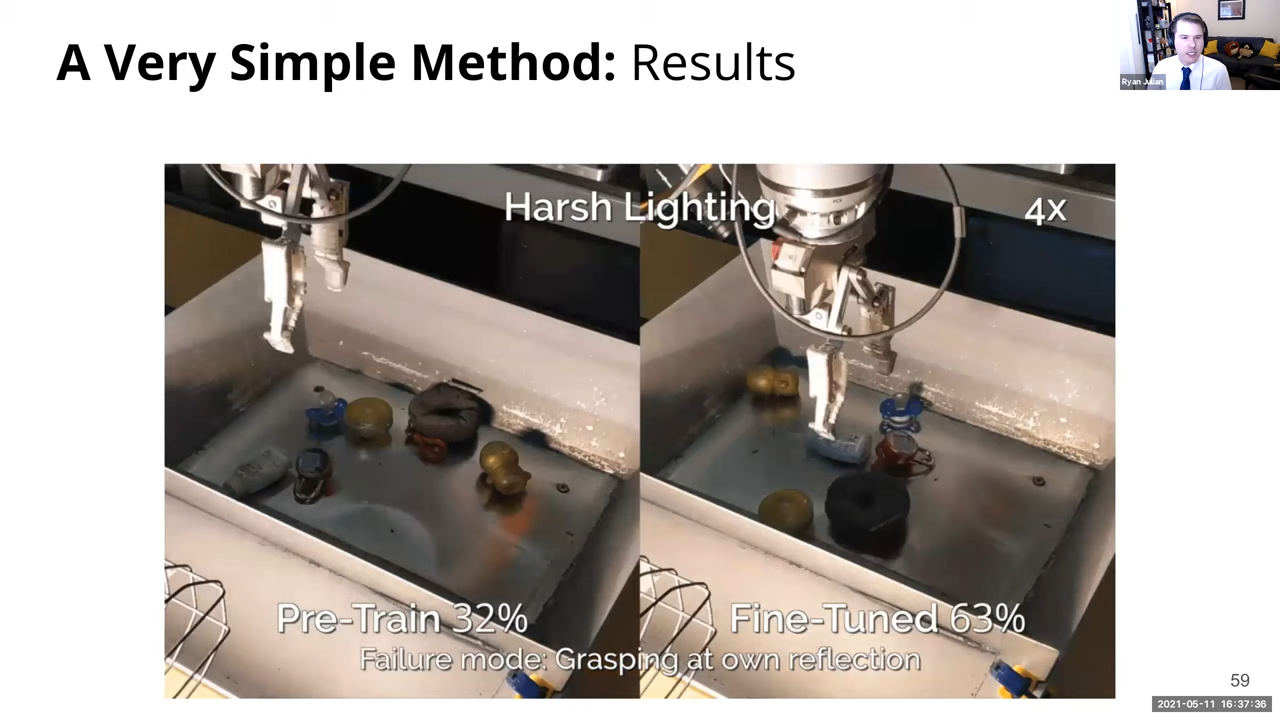 A Very Simple Method: Results
Ryan Julian
Harsh Lighting
4x
Pre-Train 32%
Fine-Tuned 63%
Failure mode: Grasping at own reflection
59
2021-05-11 16:37:36